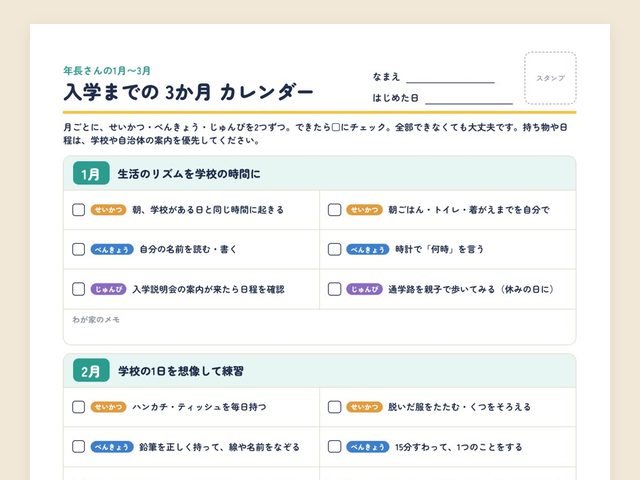 年長さんの1月〜3月
入学までの 3か月 カレンダー
なまえ
はじめた日
スタンプ
月ごとに、せいかつ・べんきょう・じゅんびを2つずつ。できたら□にチェック。全部できなくても大丈夫です。持ち物や日
程は、学校や自治体の案内を優先してください。
1月 生活のリズムを学校の時間に
せいかつ 朝、学校がある日と同じ時間に起きる
せいかつ 朝ごはん・トイレ・着がえまでを自分で
べんきょう 自分の名前を読む・書く
べんきょう 時計で「何時」を言う
じゅんび 入学説明会の案内が来たら日程を確認
じゅんび 通学路を親子で歩いてみる（休みの日に）
わが家のメモ
2月 学校の1日を想像して練習
せいかつ ハンカチ・ティッシュを毎日持つ
せいかつ 脱いだ服をたたむ・くつをそろえる
べんきょう 鉛筆を正しく持って、線や名前をなぞる
べんきょう 15分すわって、1つのことをする